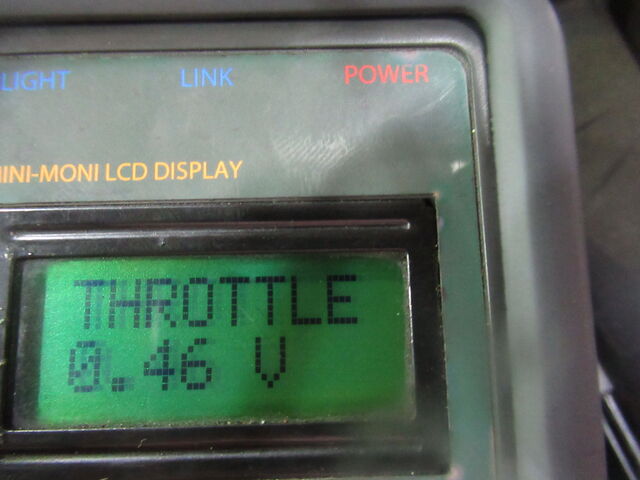 LIGHT LINK POWER
MINI-MONI LCD DISPLAY
THROTTLE
0.46 V